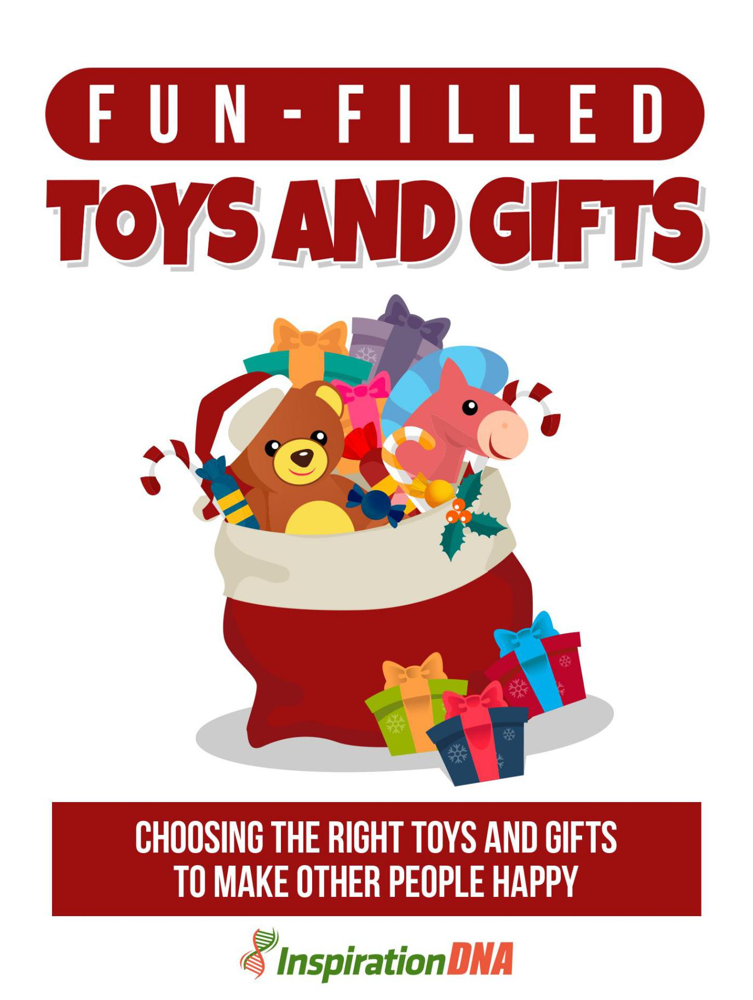 FUN-FILLED
TOYS AND GIFTS
CHOOSING THE RIGHT TOYS AND GIFTS
TO MAKE OTHER PEOPLE HAPPY
InspirationDNA